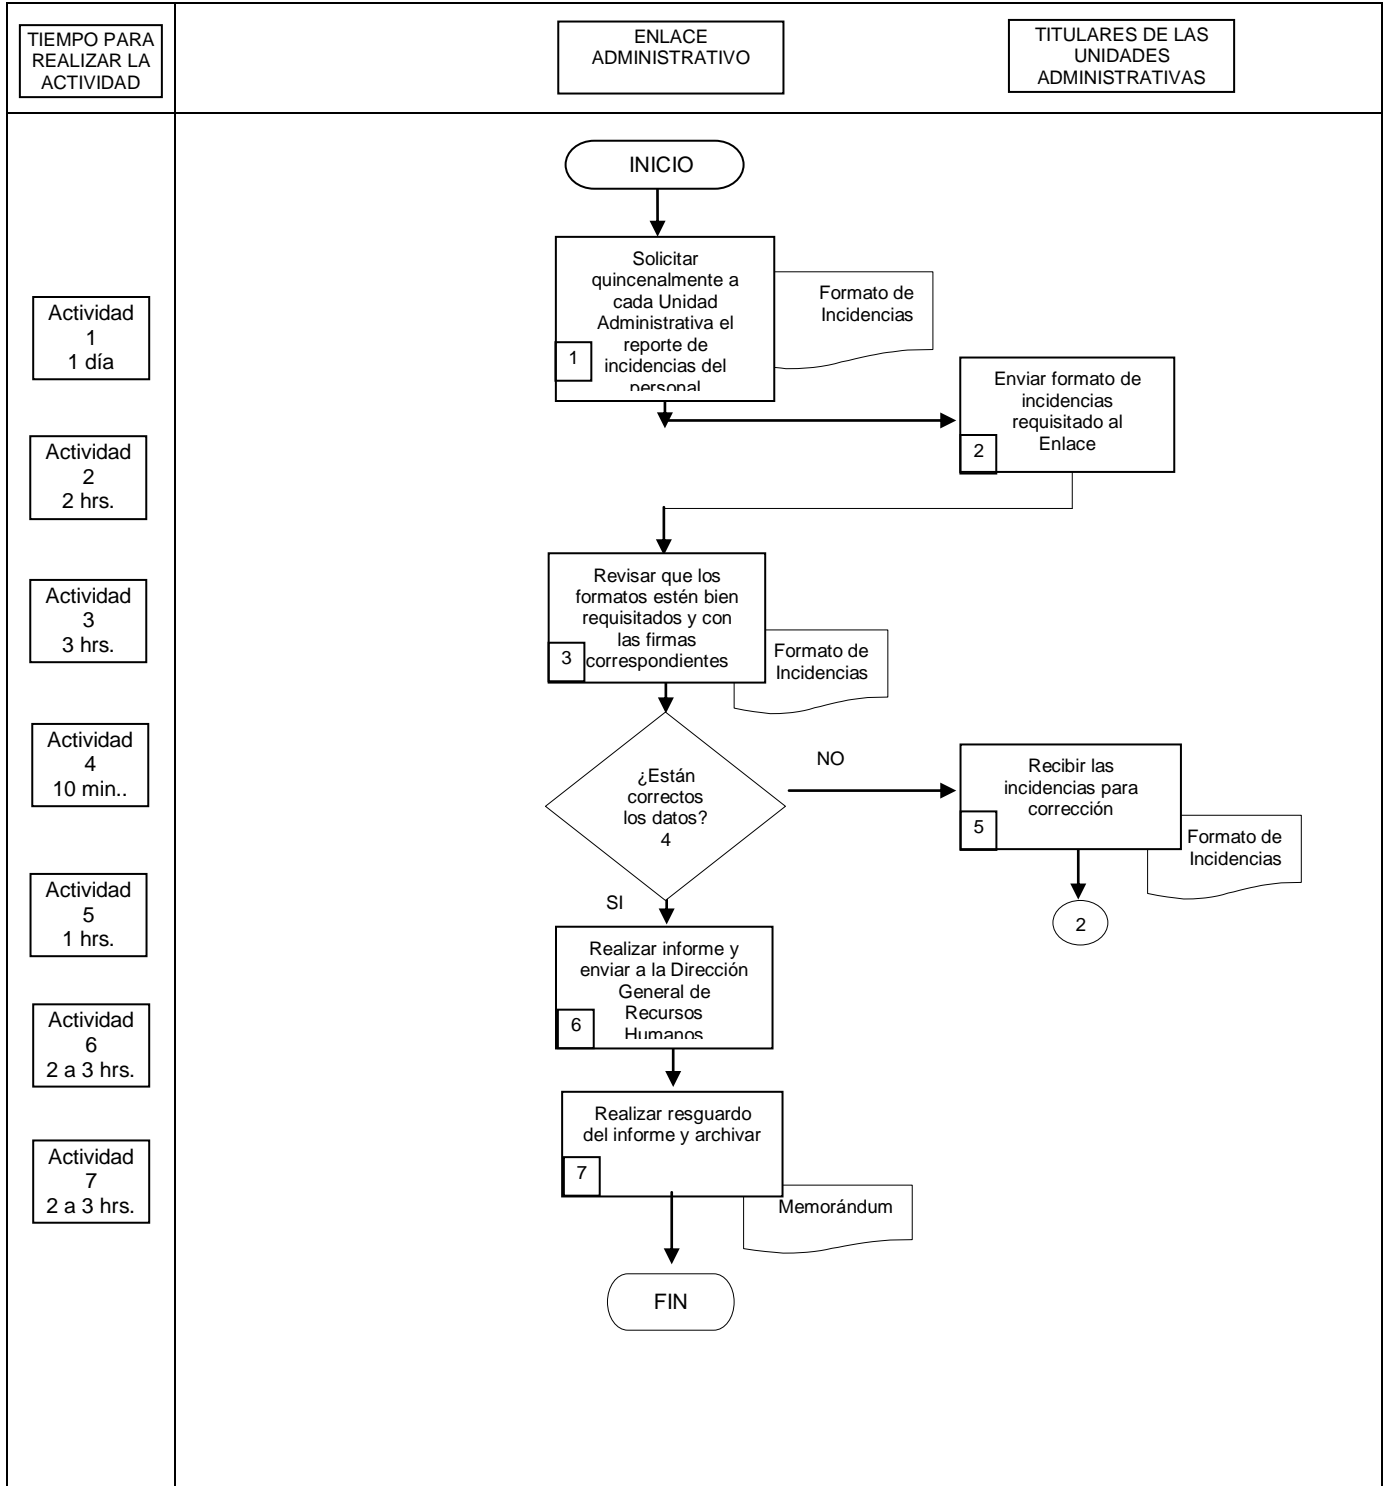 TIEMPO PARA
REALIZAR LA
ACTIVIDAD
ENLACE
ADMINISTRATIVO
TITULARES DE LAS
UNIDADES
ADMINISTRATIVAS
INICIO
Solicitar
quincenalmente a
cada Unidad
Administrativa el
reporte de
incidencias del
personal
1
Formato de
Incidencias
Actividad
1
1 día
Enviar formato de
incidencias
requisitado al
Enlace
2
Actividad
2
2 hrs.
Revisar que los
formatos estén bien
requisitados y con
las firmas
correspondientes
3
Formato de
Incidencias
Actividad
3
3 hrs.
¿Están
correctos
los datos?
4
NO
Recibir las
incidencias para
corrección
5
Formato de
Incidencias
2
Actividad
4
10 min..
SI
Actividad
5
1 hrs.
Realizar informe y
enviar a la Dirección
General de
Recursos
Humanos
6
Actividad
6
2 a 3 hrs.
Realizar resguardo
del informe y archivar
7
Memorándum
Actividad
7
2 a 3 hrs.
FIN